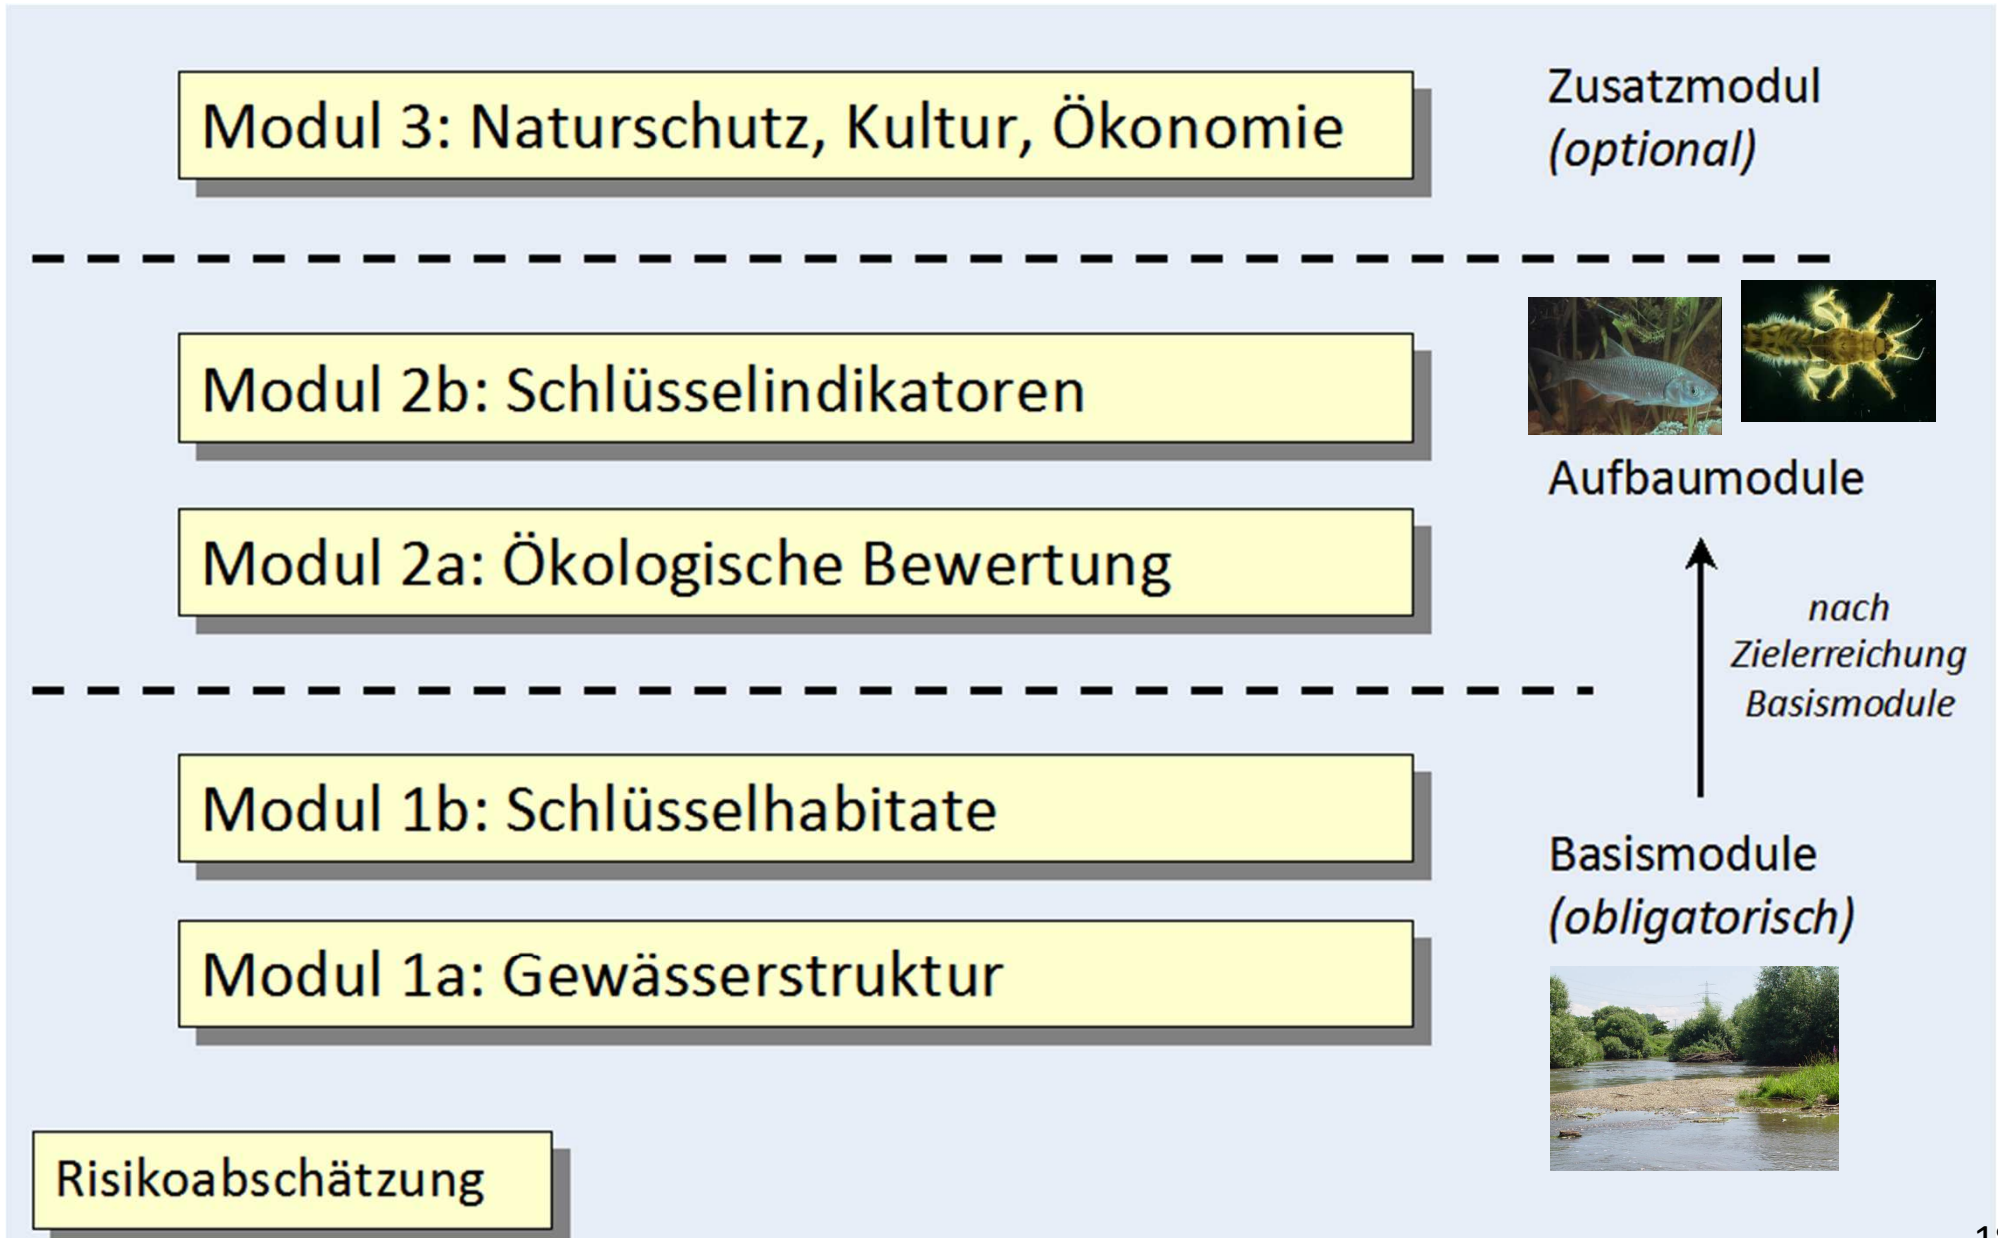 Modul 3: Naturschutz, Kultur, Ökonomie
Zusatzmodul
(optional)
Modul 2b: Schlüsselindikatoren
Aufbaumodule
Modul 2a: Ökologische Bewertung
nach
Zielerreichung
Basismodule
Modul 1b: Schlüsselhabitate
Basismodule
(obligatorisch)
Modul 1a: Gewässerstruktur
Risikoabschätzung